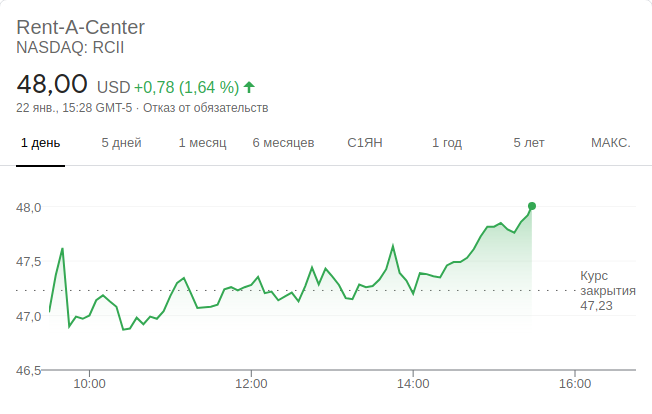 Rent-A-Center
NASDAQ: RCII
48,00 USD +0,78 (1,64 %)
22 янв., 15:28 GMT-5 · Отказ от обязательств
1 день 5 дней 1 месяц 6 месяцев С1ЯН 1 год 5 лет МАКС.
48,0
47,5
Курс
закрытия
47,23
47,0
46,5
10:00 12:00 14:00 16:00